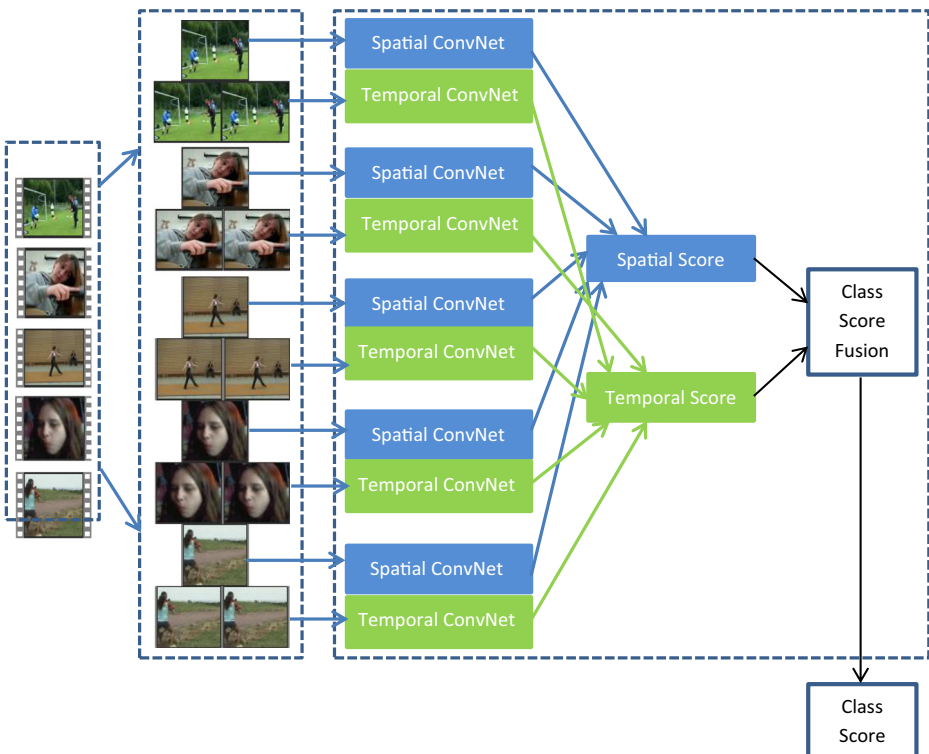 Spatial ConvNet
Temporal ConvNet
Spatial ConvNet
Temporal ConvNet
Spatial ConvNet
Temporal ConvNet
Spatial ConvNet
Temporal ConvNet
Spatial ConvNet
Temporal ConvNet
Spatial Score
Temporal Score
Class
Score
Fusion
Class
Score